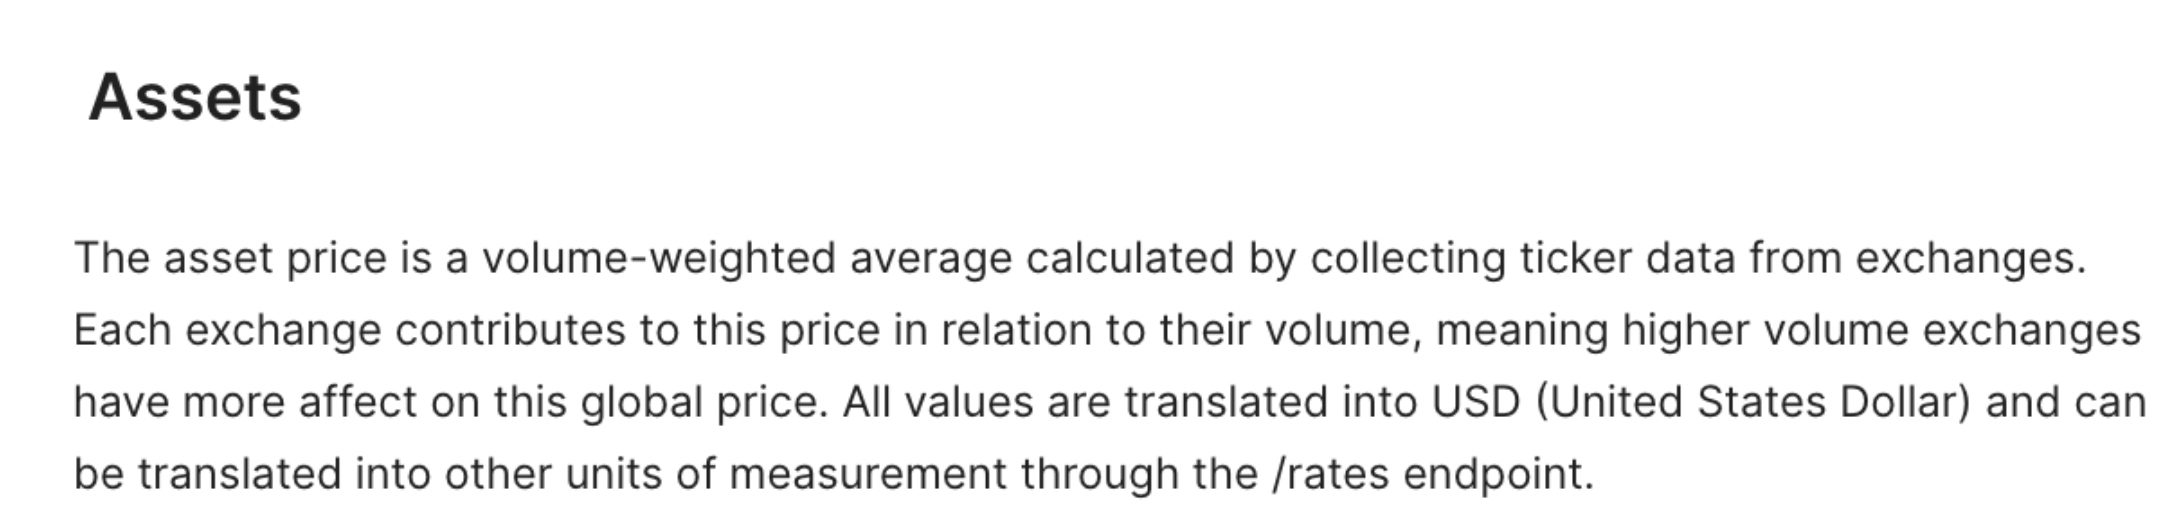 Assets
The asset price is a volume-weighted average calculated by collecting ticker data from exchanges.
Each exchange contributes to this price in relation to their volume, meaning higher volume exchanges
have more affect on this global price. All values are translated into USD (United States Dollar) and can
be translated into other units of measurement through the /rates endpoint.